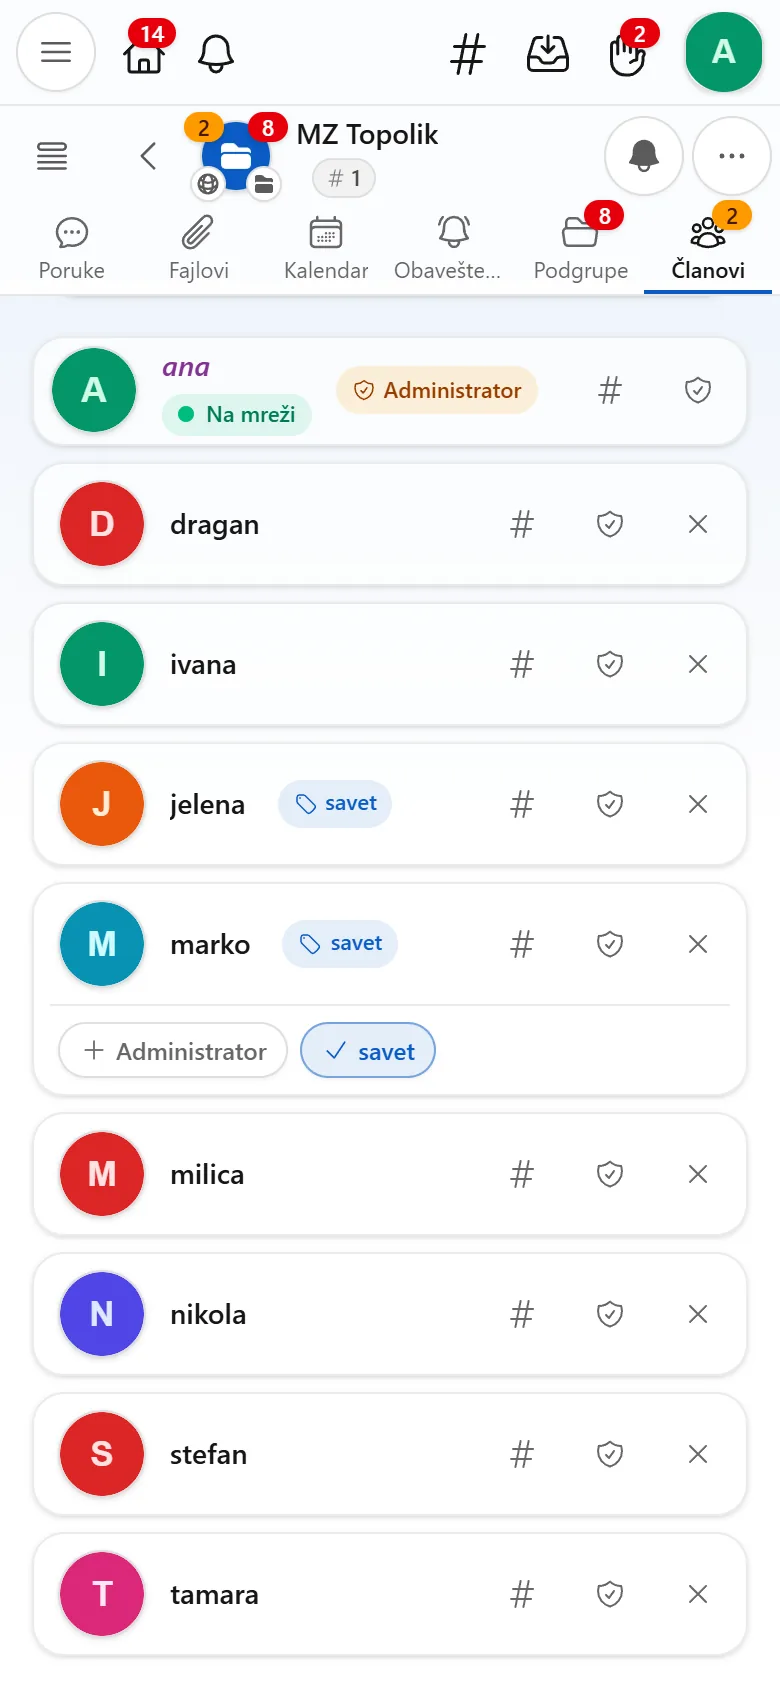 14
2
A
2
8
MZ Topolik
# 1
Poruke
Fajlovi
Kalendar
Obavešte...
8
Podgrupe
2
Članovi
A
ana
Na mreži
Administrator
#
D
dragan
#
I
ivana
#
J
jelena
savet
#
M
marko
savet
#
Administrator
savet
M
milica
#
N
nikola
#
S
stefan
#
T
tamara
#